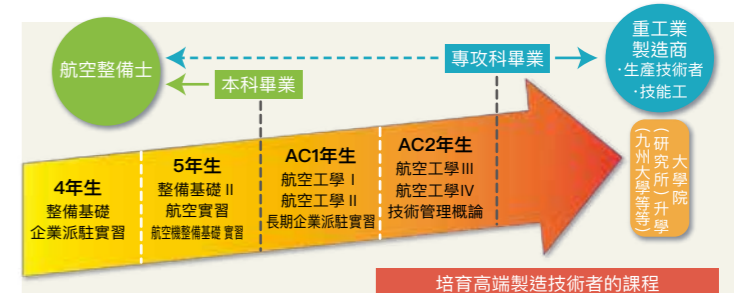 航空整備士
本科畢業
專攻科畢業
重工業
製造商
·生產技術者
·技能工
4年生
整備基礎
企業派駐實習
5年生
整備基礎 II
航空實習
航空機整備基礎 實習
AC1年生
航空工學 I
航空工學 II
長期企業派駐實習
AC2年生
航空工學III
航空工學IV
技術管理概論
大學院
(研究所)升學
(九州大學等等)
培育高端製造技術者的課程